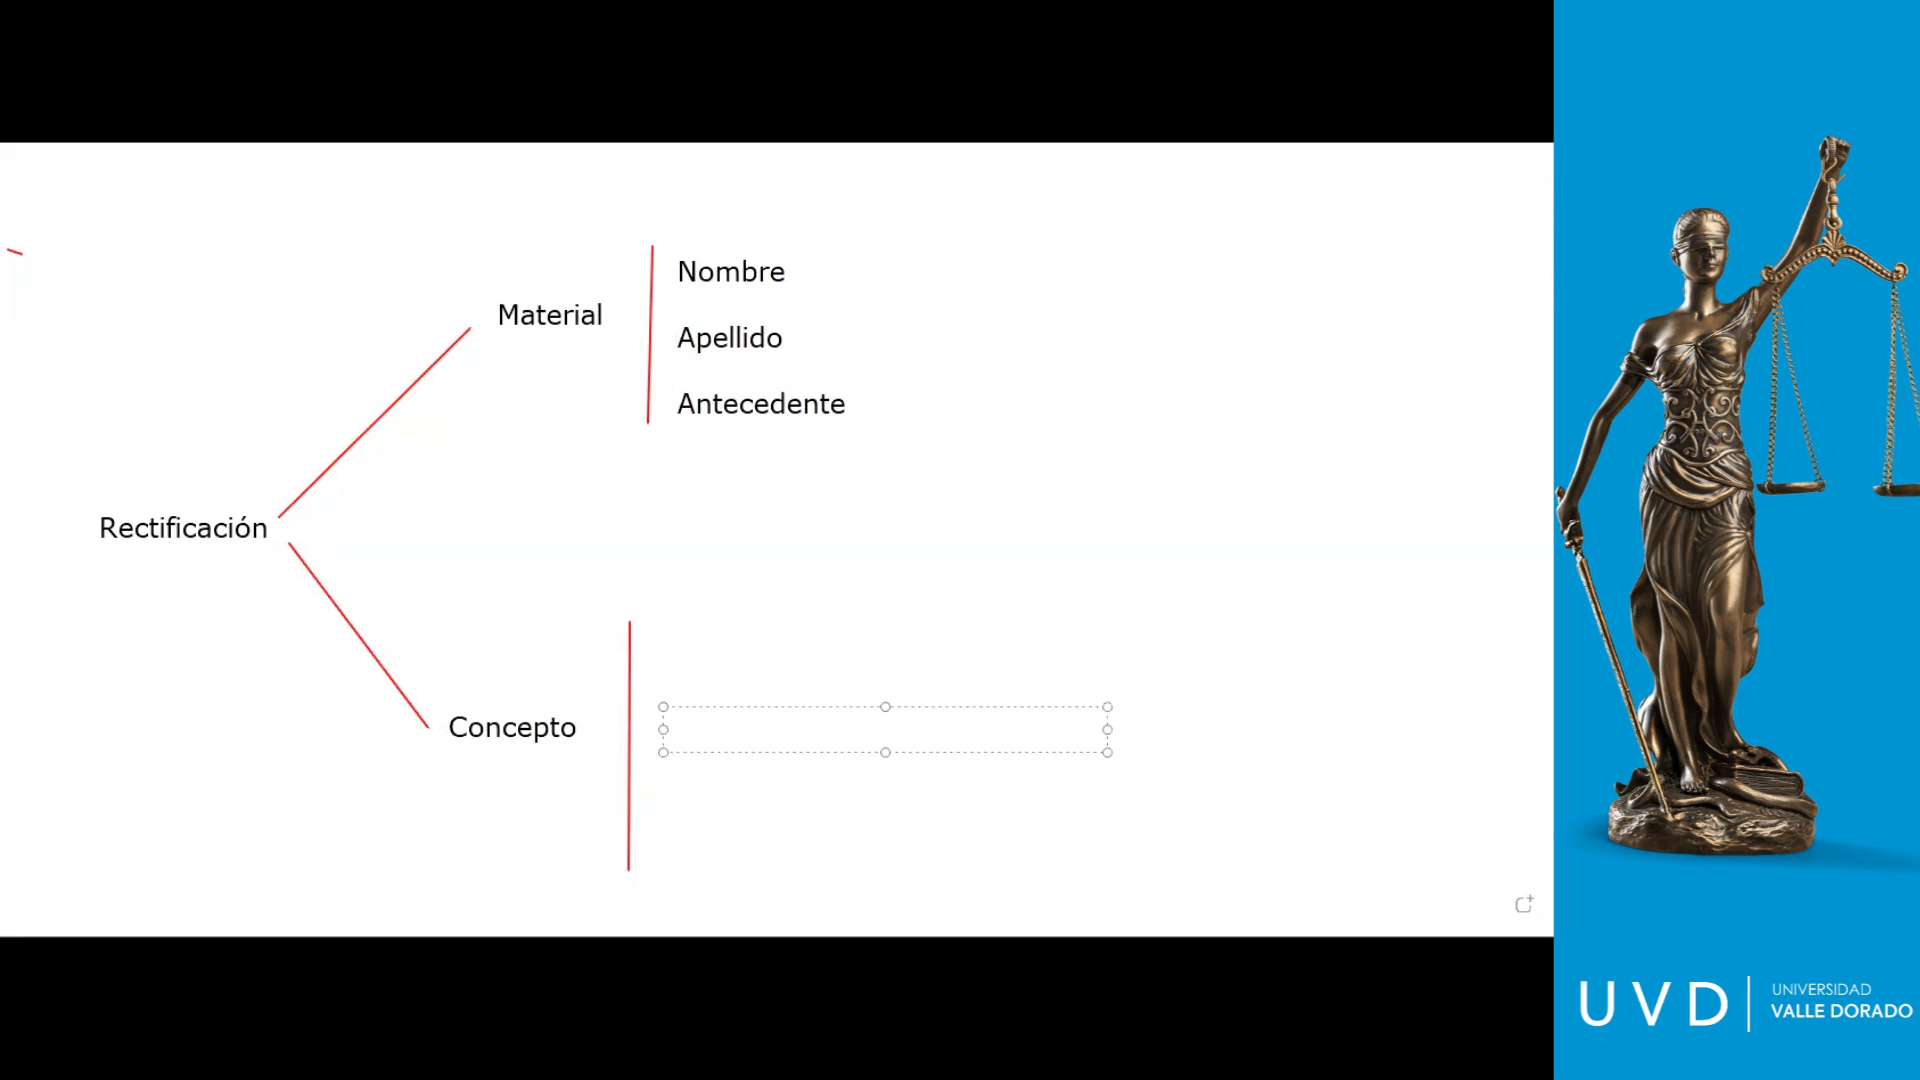 Nombre
Material
Apellido
Antecedente
Rectificación
Concepto
UVD
UNIVERSIDAD
VALLE DORADO